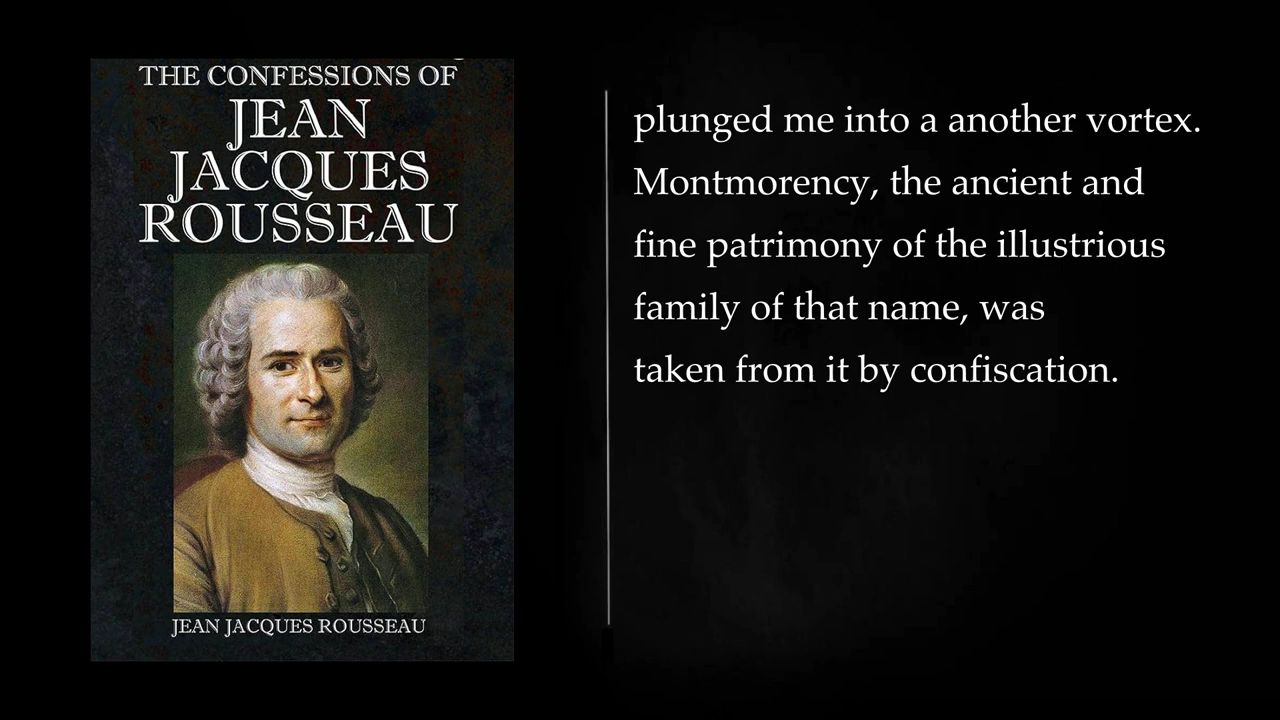 THE CONFESSIONS OF
JEAN
JACQUES
ROUSSEAU
JEAN JACQUES ROUSSEAU
plunged me into a another vortex.
Montmorency, the ancient and
fine patrimony of the illustrious
family of that name, was
taken from it by confiscation.